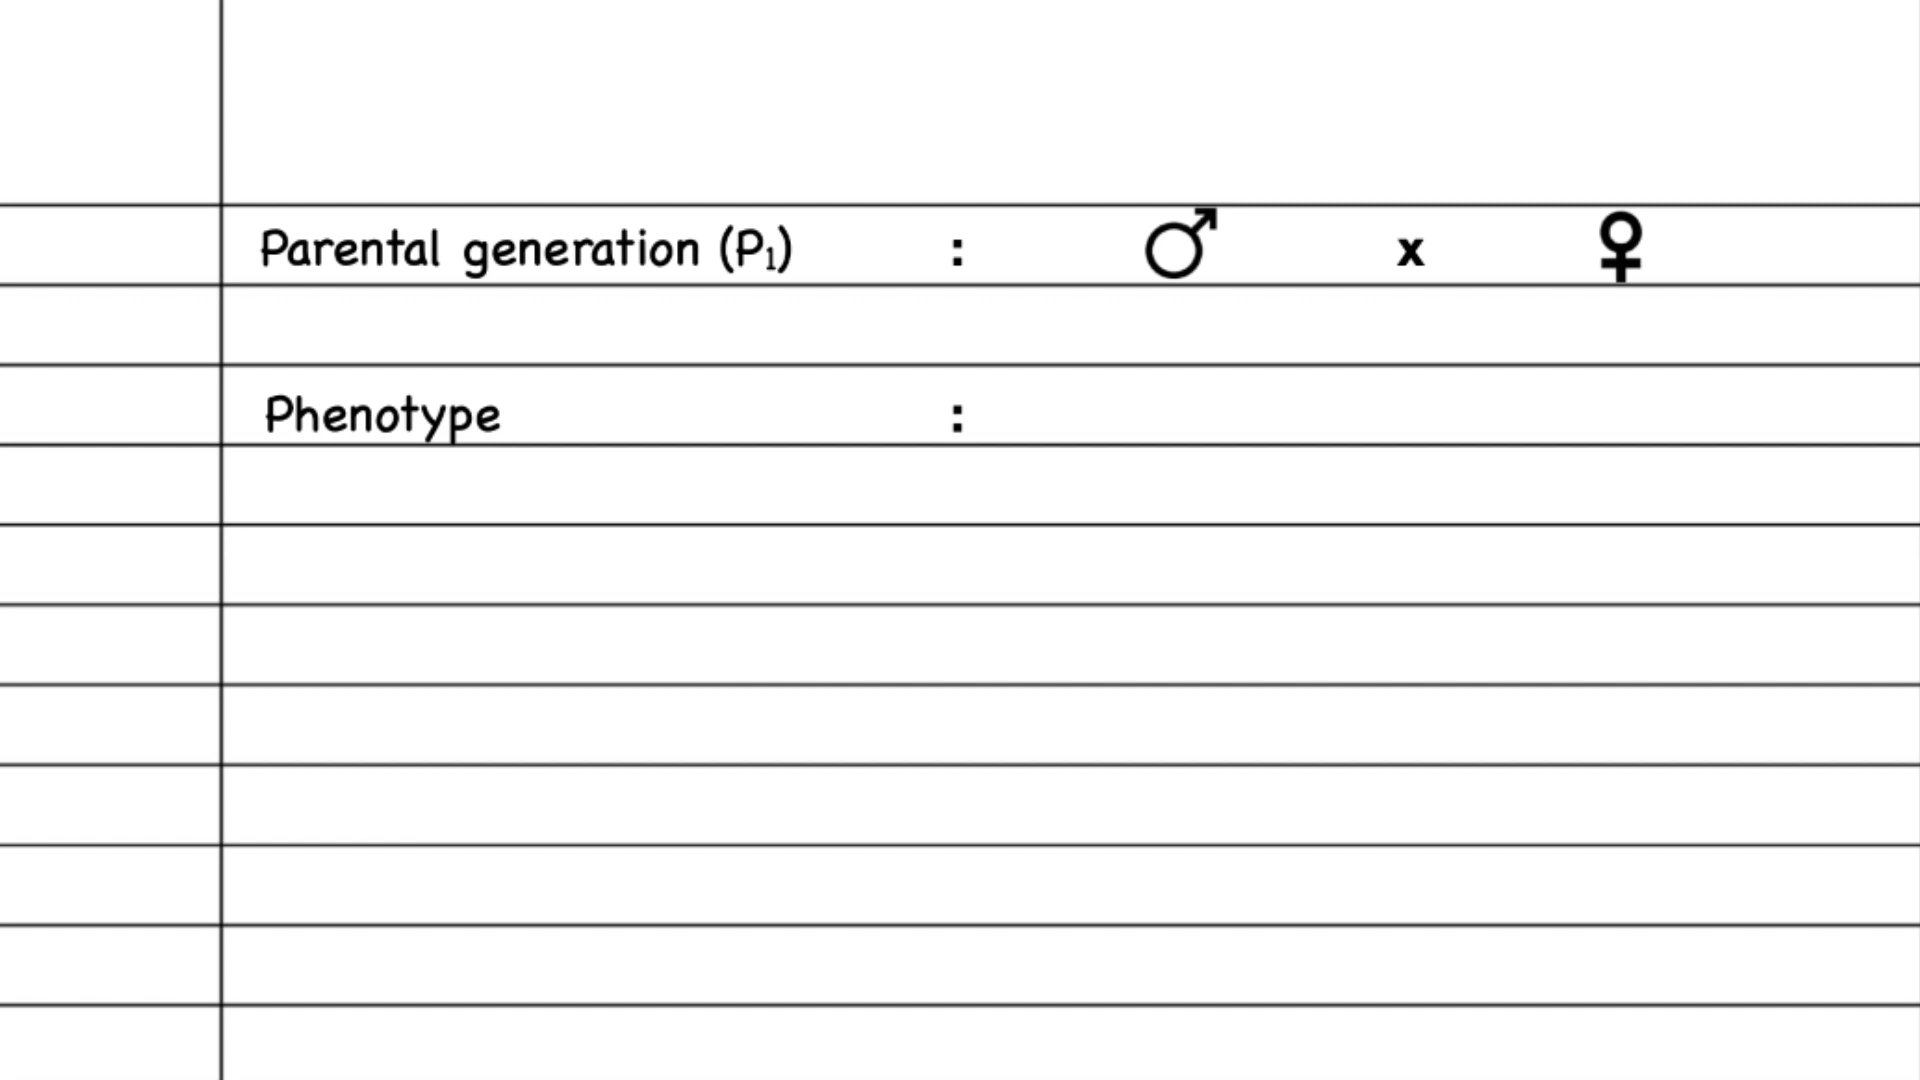 Parental generation (P₁) : ♂ x ♀
Phenotype :